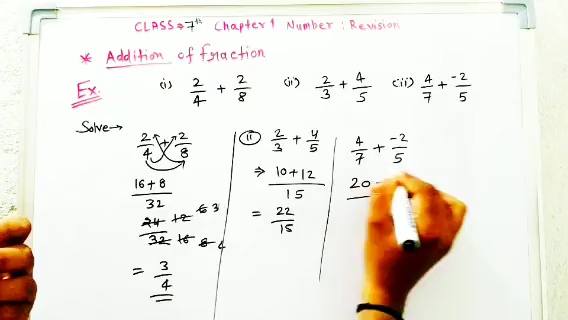 CLASS → 7th Chapter 1 Number : Revision
* Addition of fraction
Ex. (i) 2/4 + 2/8 (ii) 2/3 + 4/5 (iii) 4/7 + -2/5
Solve →
2/4 + 2/8
16+8/32
24 12 6 3
32 16 8 4
= 3/4
(ii) 2/3 + 4/5
⇒ 10+12/15
= 22/15
4/7 + -2/5
20